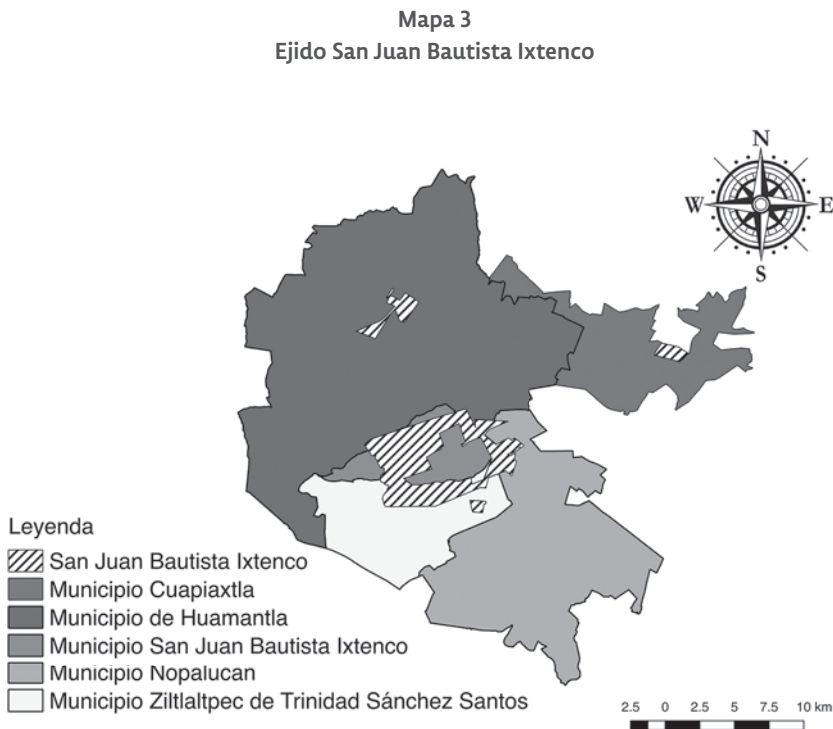 Mapa 3
Ejido San Juan Bautista Ixtenco
N
W E
S
Leyenda
San Juan Bautista Ixtenco
Municipio Cuapiaxtla
Municipio de Huamantla
Municipio San Juan Bautista Ixtenco
Municipio Nopalucan
Municipio Ziltlaltpec de Trinidad Sánchez Santos
2.5 0 2.5 5 7.5 10 km